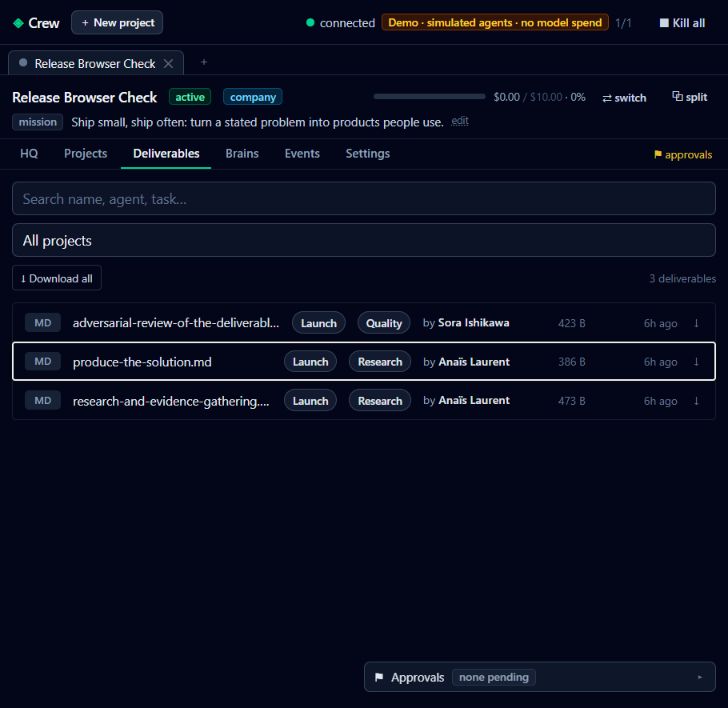 Crew + New project connected Demo · simulated agents · no model spend 1/1 Kill all
Release Browser Check × +
Release Browser Check active company $0.00 / $10.00 · 0% ⇄ switch split
mission Ship small, ship often: turn a stated problem into products people use. edit
HQ Projects Deliverables Brains Events Settings approvals
Search name, agent, task...
All projects
↓ Download all 3 deliverables
MD adversarial-review-of-the-deliverabl... Launch Quality by Sora Ishikawa 423 B 6h ago ↓
MD produce-the-solution.md Launch Research by Anaïs Laurent 386 B 6h ago ↓
MD research-and-evidence-gathering.... Launch Research by Anaïs Laurent 473 B 6h ago ↓
Approvals none pending